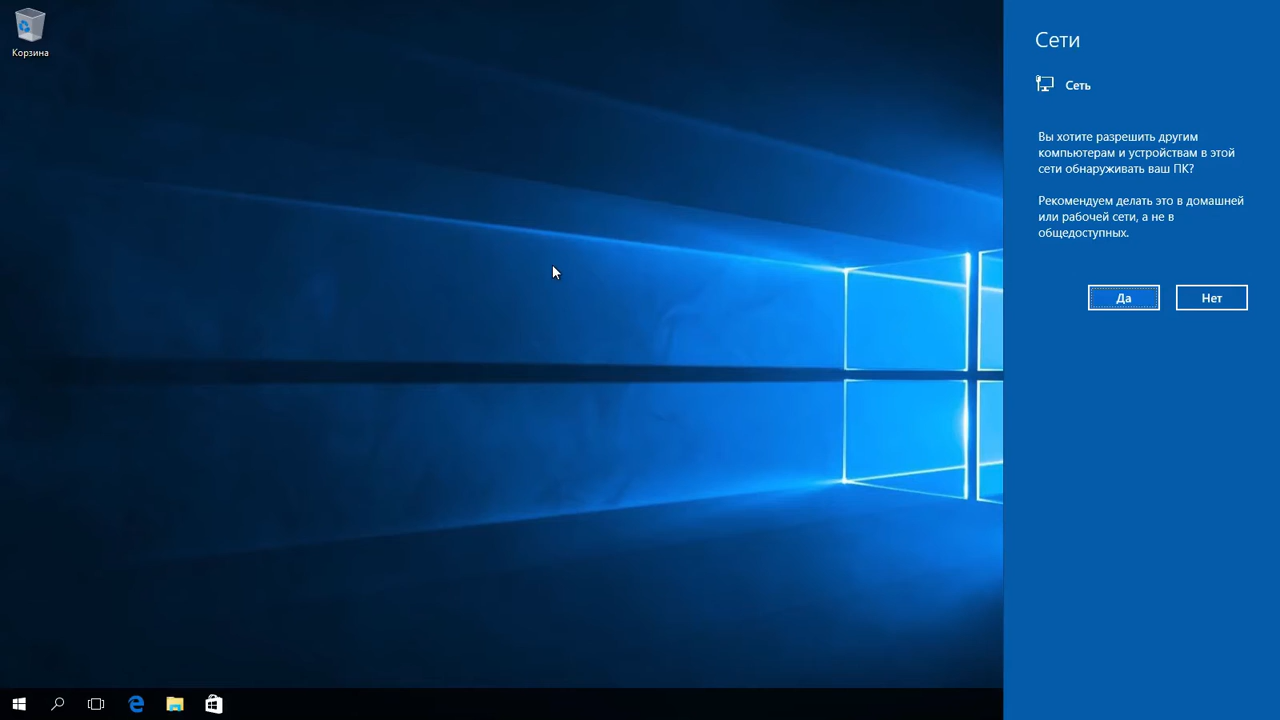 Корзина
Сети
Сеть
Вы хотите разрешить другим
компьютерам и устройствам в этой
сети обнаруживать ваш ПК?
Рекомендуем делать это в домашней
или рабочей сети, а не в
общедоступных.
Да
Нет